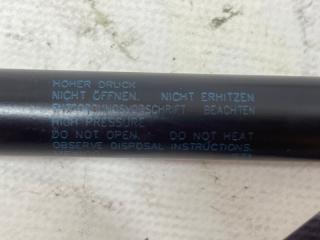 HOHER DRUCK
NICHT ÖFFNEN. NICHT ERHITZEN
ENTSORGUNGSVORSCHRIFT BEACHTEN
HIGH PRESSURE
DO NOT OPEN. DO NOT HEAT
OBSERVE DISPOSAL INSTRUCTIONS.